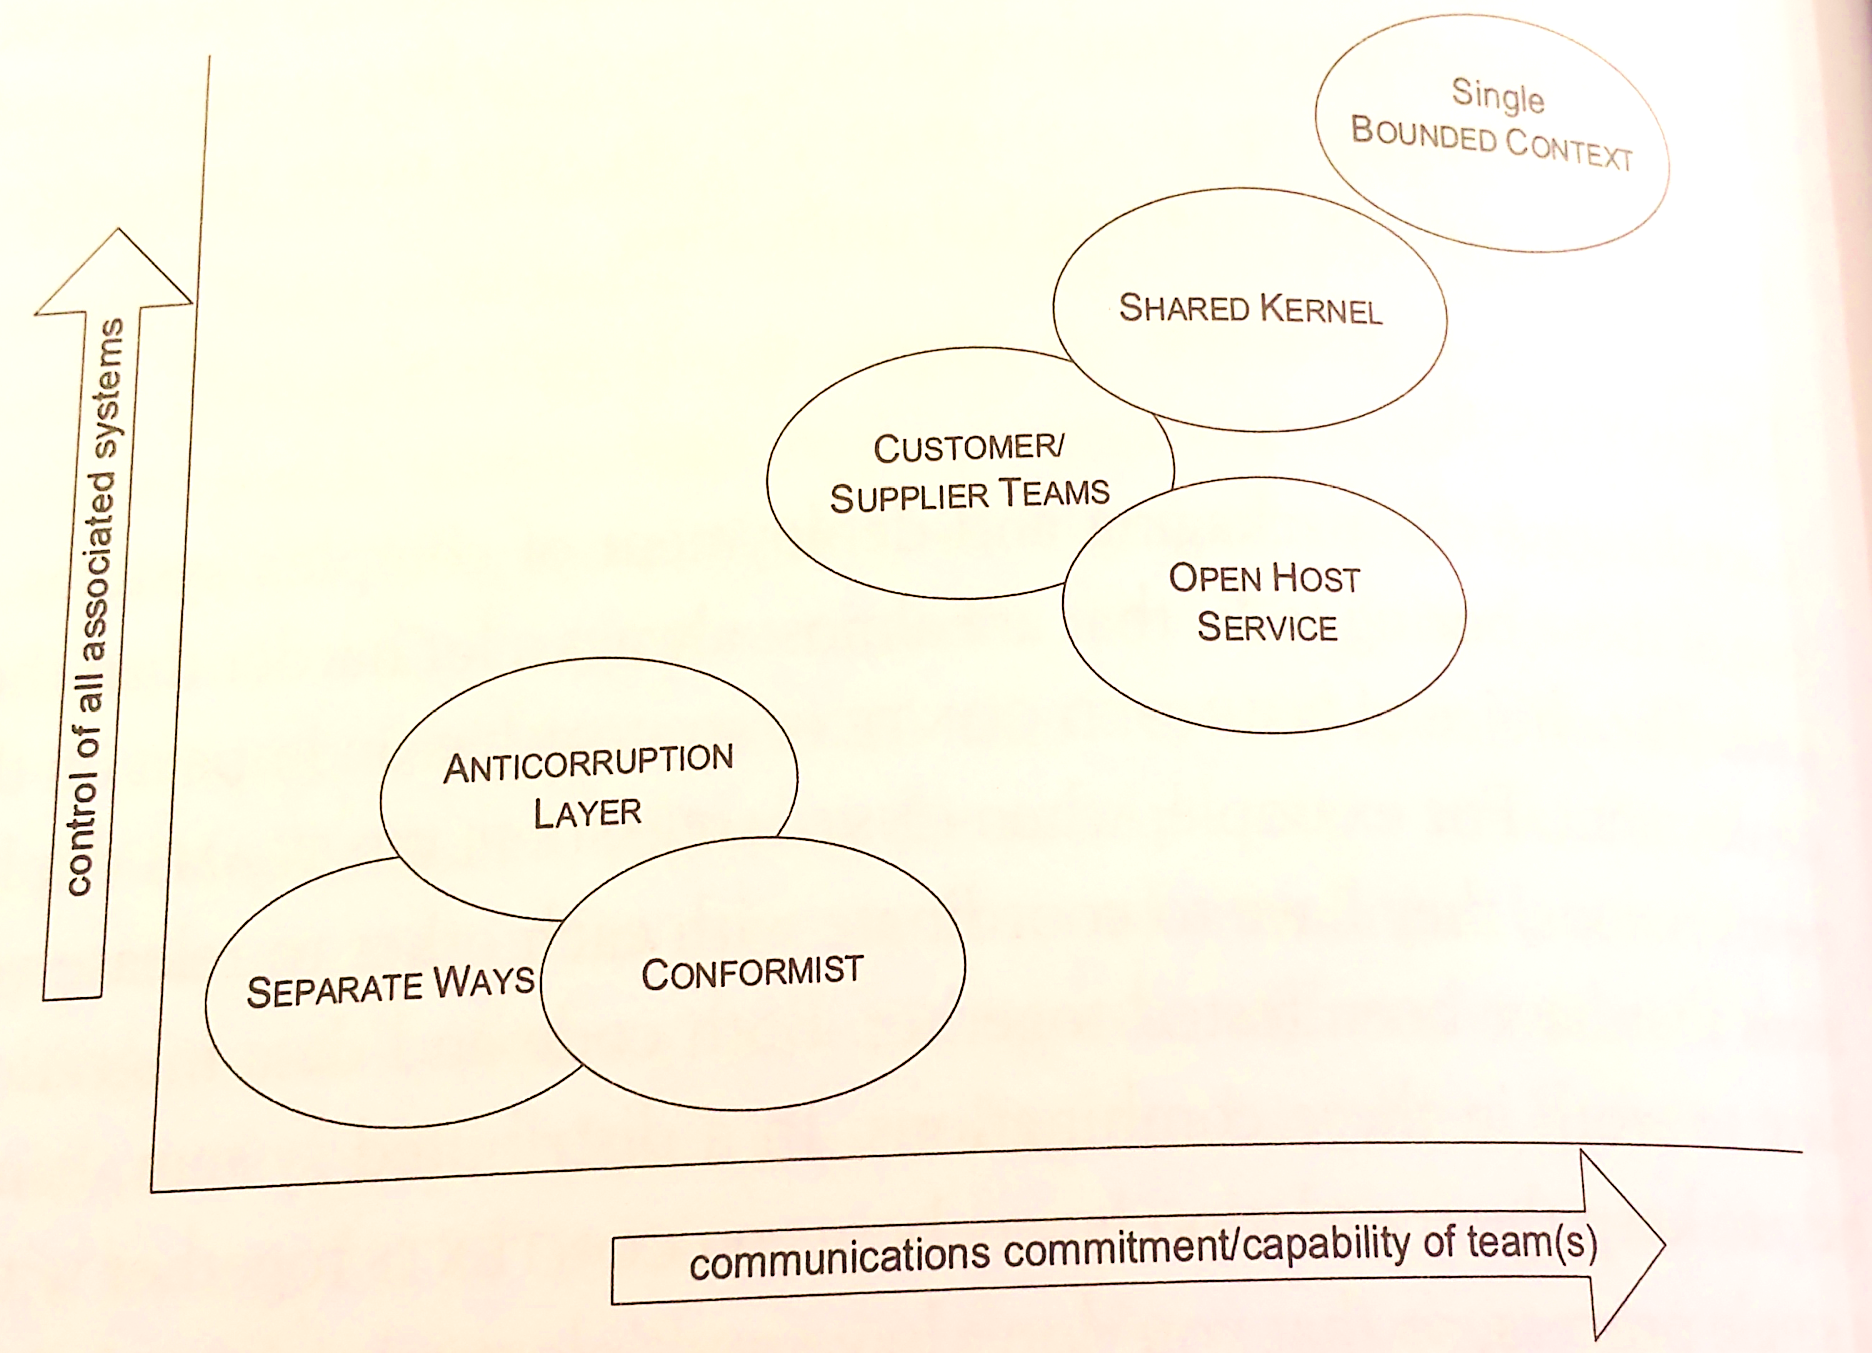 Single
BOUNDED CONTEXT
SHARED KERNEL
CUSTOMER/
SUPPLIER TEAMS
OPEN HOST
SERVICE
ANTICORRUPTION
LAYER
SEPARATE WAYS
CONFORMIST
control of all associated systems
communications commitment/capability of team(s)